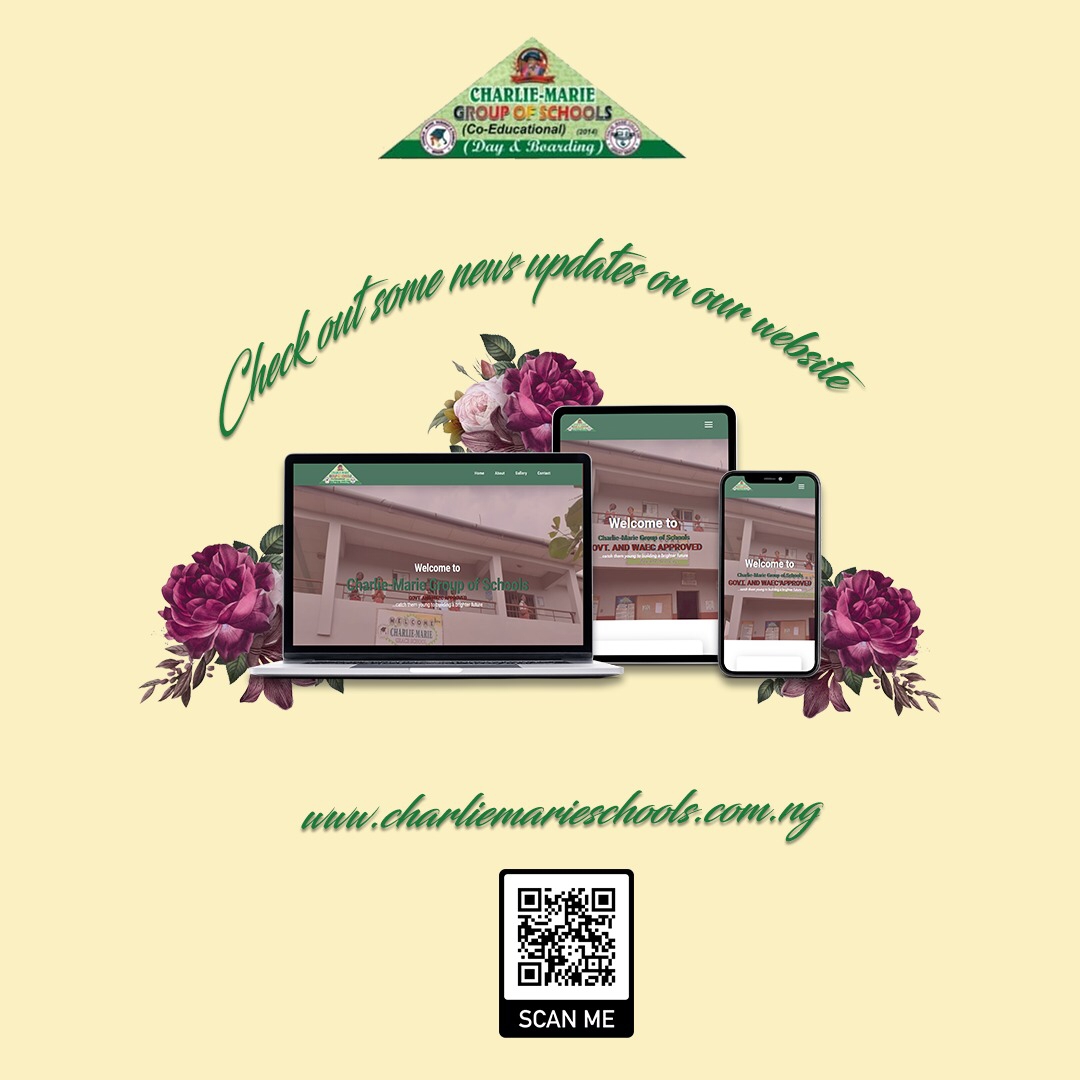 CHARLIE-MARIE
GROUP OF SCHOOLS
(Co-Educational) (2014)
(Day & Boarding)
Check out some news updates on our website
Home About Gallery Contact
Welcome to
Charlie-Marie Group of Schools
GOVT. AND WAEC APPROVED
...catch them young to building a brighter future
WELCOME
CHARLIE-MARIE
Welcome to
Charlie-Marie Group of Schools
OVT. AND WAEC APPROVED
...catch them young to building a brighter future
Welcome to
Charlie-Marie Group of Schools
GOVT. AND WAEC APPROVED
...catch them young to building a brighter future
www.charliemarieschools.com.ng
SCAN ME